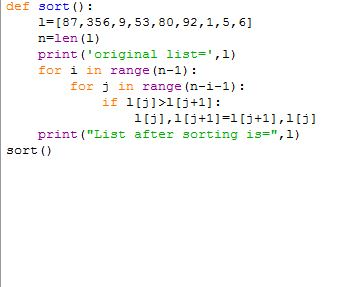 def sort():
    l=[87,356,9,53,80,92,1,5,6]
    n=len(l)
    print('original list=',l)
    for i in range(n-1):
        for j in range(n-i-1):
            if l[j]>l[j+1]:
                l[j],l[j+1]=l[j+1],l[j]
    print("List after sorting is=",l)
sort()